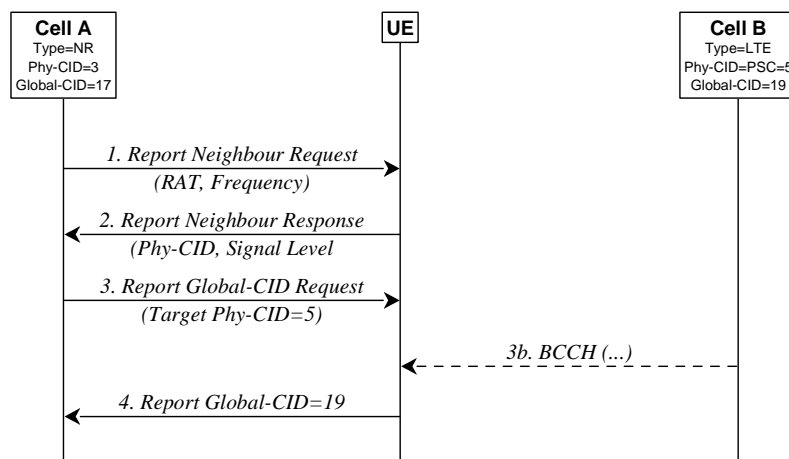 Cell A
Type=NR
Phy-CID=3
Global-CID=17
UE
Cell B
Type=LTE
Phy-CID=PSC=5
Global-CID=19
1. Report Neighbour Request
(RAT, Frequency)
2. Report Neighbour Response
(Phy-CID, Signal Level
3. Report Global-CID Request
(Target Phy-CID=5)
3b. BCCH (...)
4. Report Global-CID=19